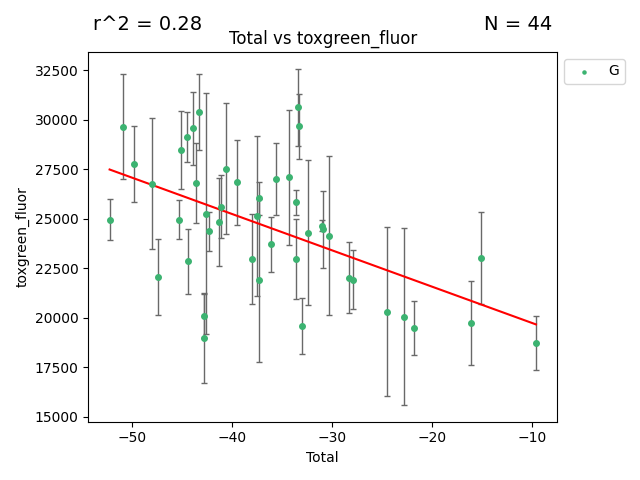 r^2 = 0.28
N = 44
Total vs toxgreen_fluor
G
32500
30000
27500
25000
22500
20000
17500
15000
toxgreen_fluor
−50
−40
−30
−20
−10
Total